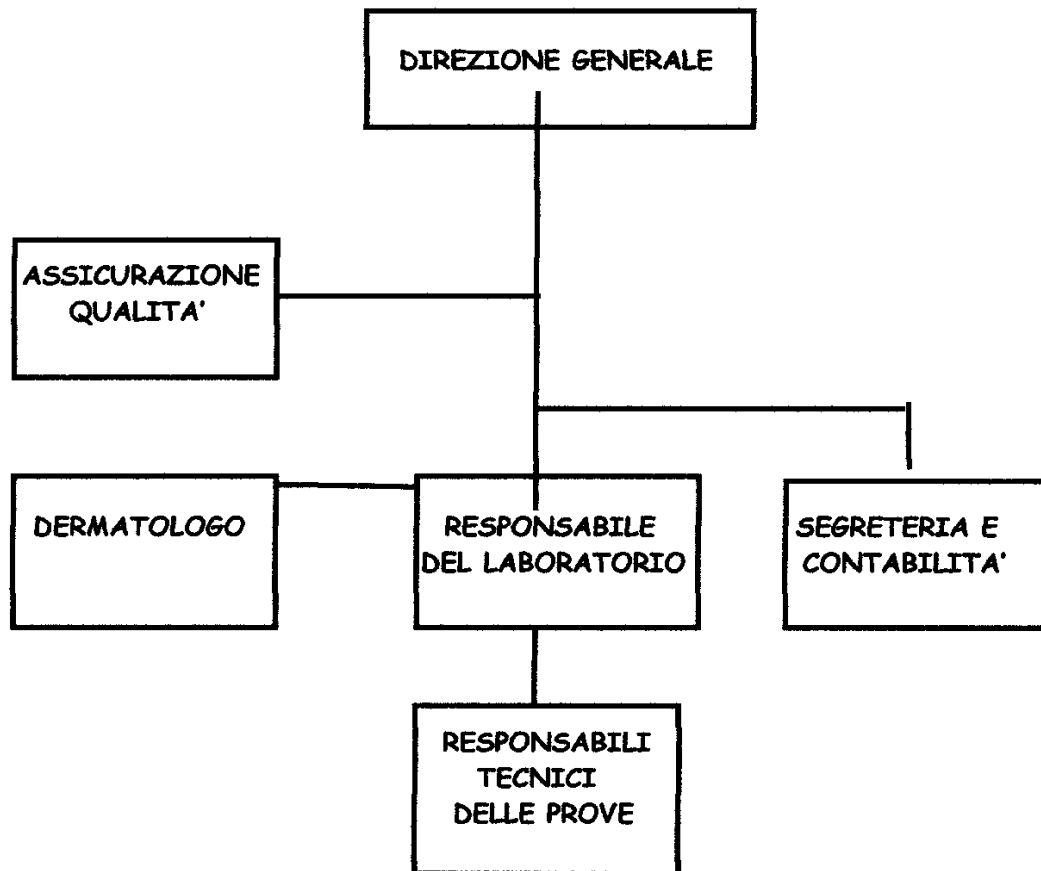 DIREZIONE GENERALE
ASSICURAZIONE
QUALITA'
DERMATOLOGO
RESPONSABILE
DEL LABORATORIO
SEGRETERIA E
CONTABILITA'
RESPONSABILI
TECNICI
DELLE PROVE